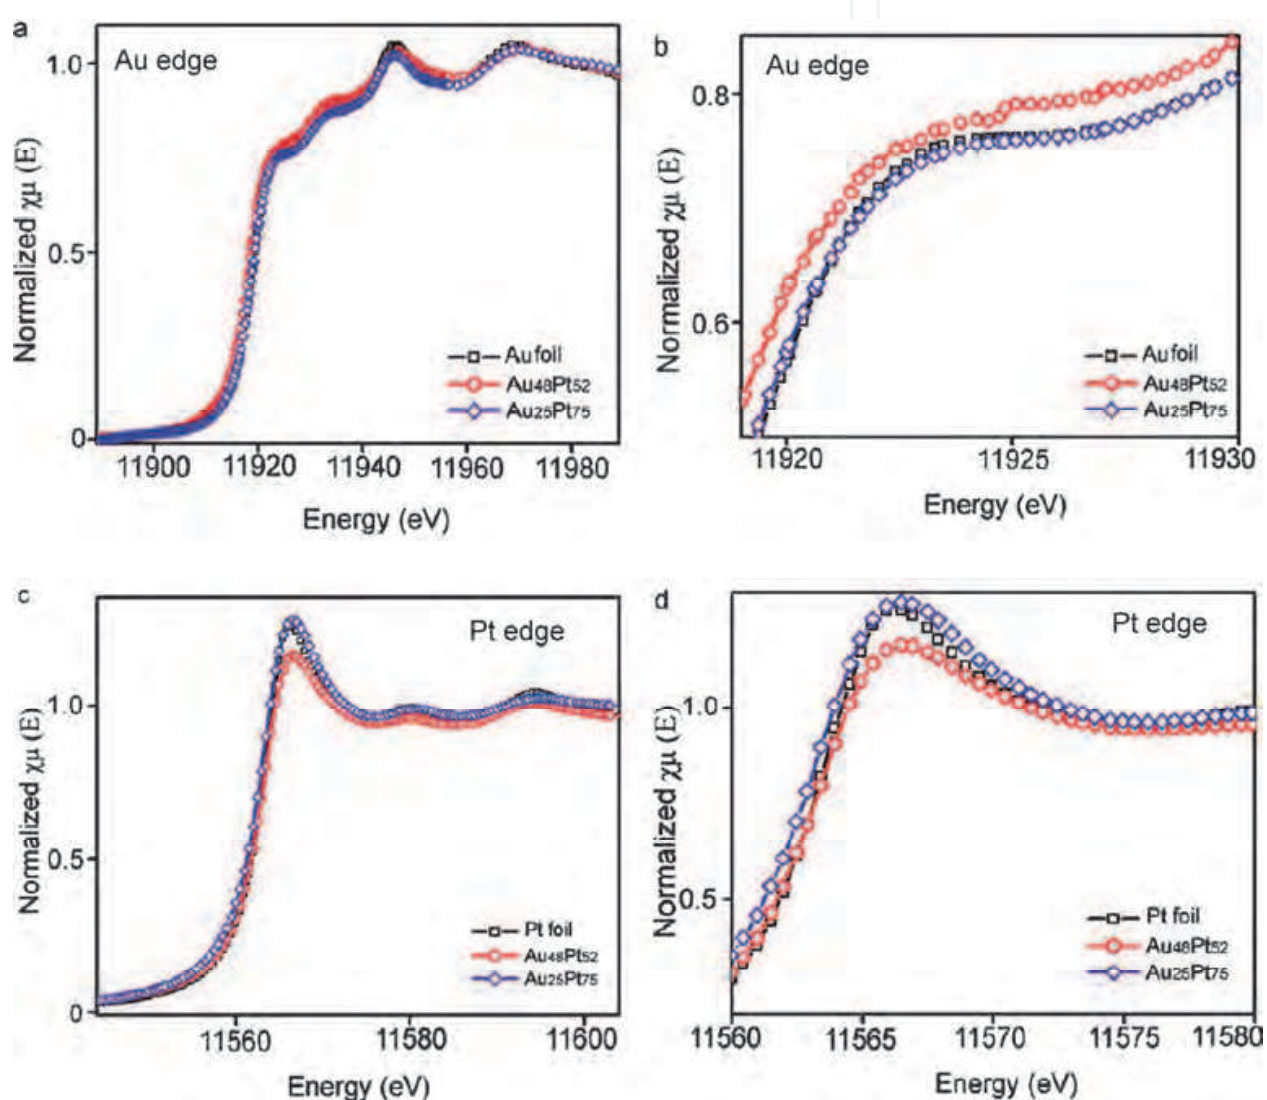 a
Au edge
1.0
0.5
0
Normalized χμ (E)
Au foil
Au48Pt52
Au25Pt75
11900 11920 11940 11960 11980
Energy (eV)
b
Au edge
0.8
0.6
Normalized χμ (E)
Au foil
Au48Pt52
Au25Pt75
11920 11925 11930
Energy (eV)
c
Pt edge
1.0
0.5
0
Normalized χμ (E)
Pt foil
Au48Pt52
Au25Pt75
11560 11580 11600
Energy (eV)
d
Pt edge
1.0
0.5
Normalized χμ (E)
Pt foil
Au48Pt52
Au25Pt75
11560 11565 11570 11575 11580
Energy (eV)